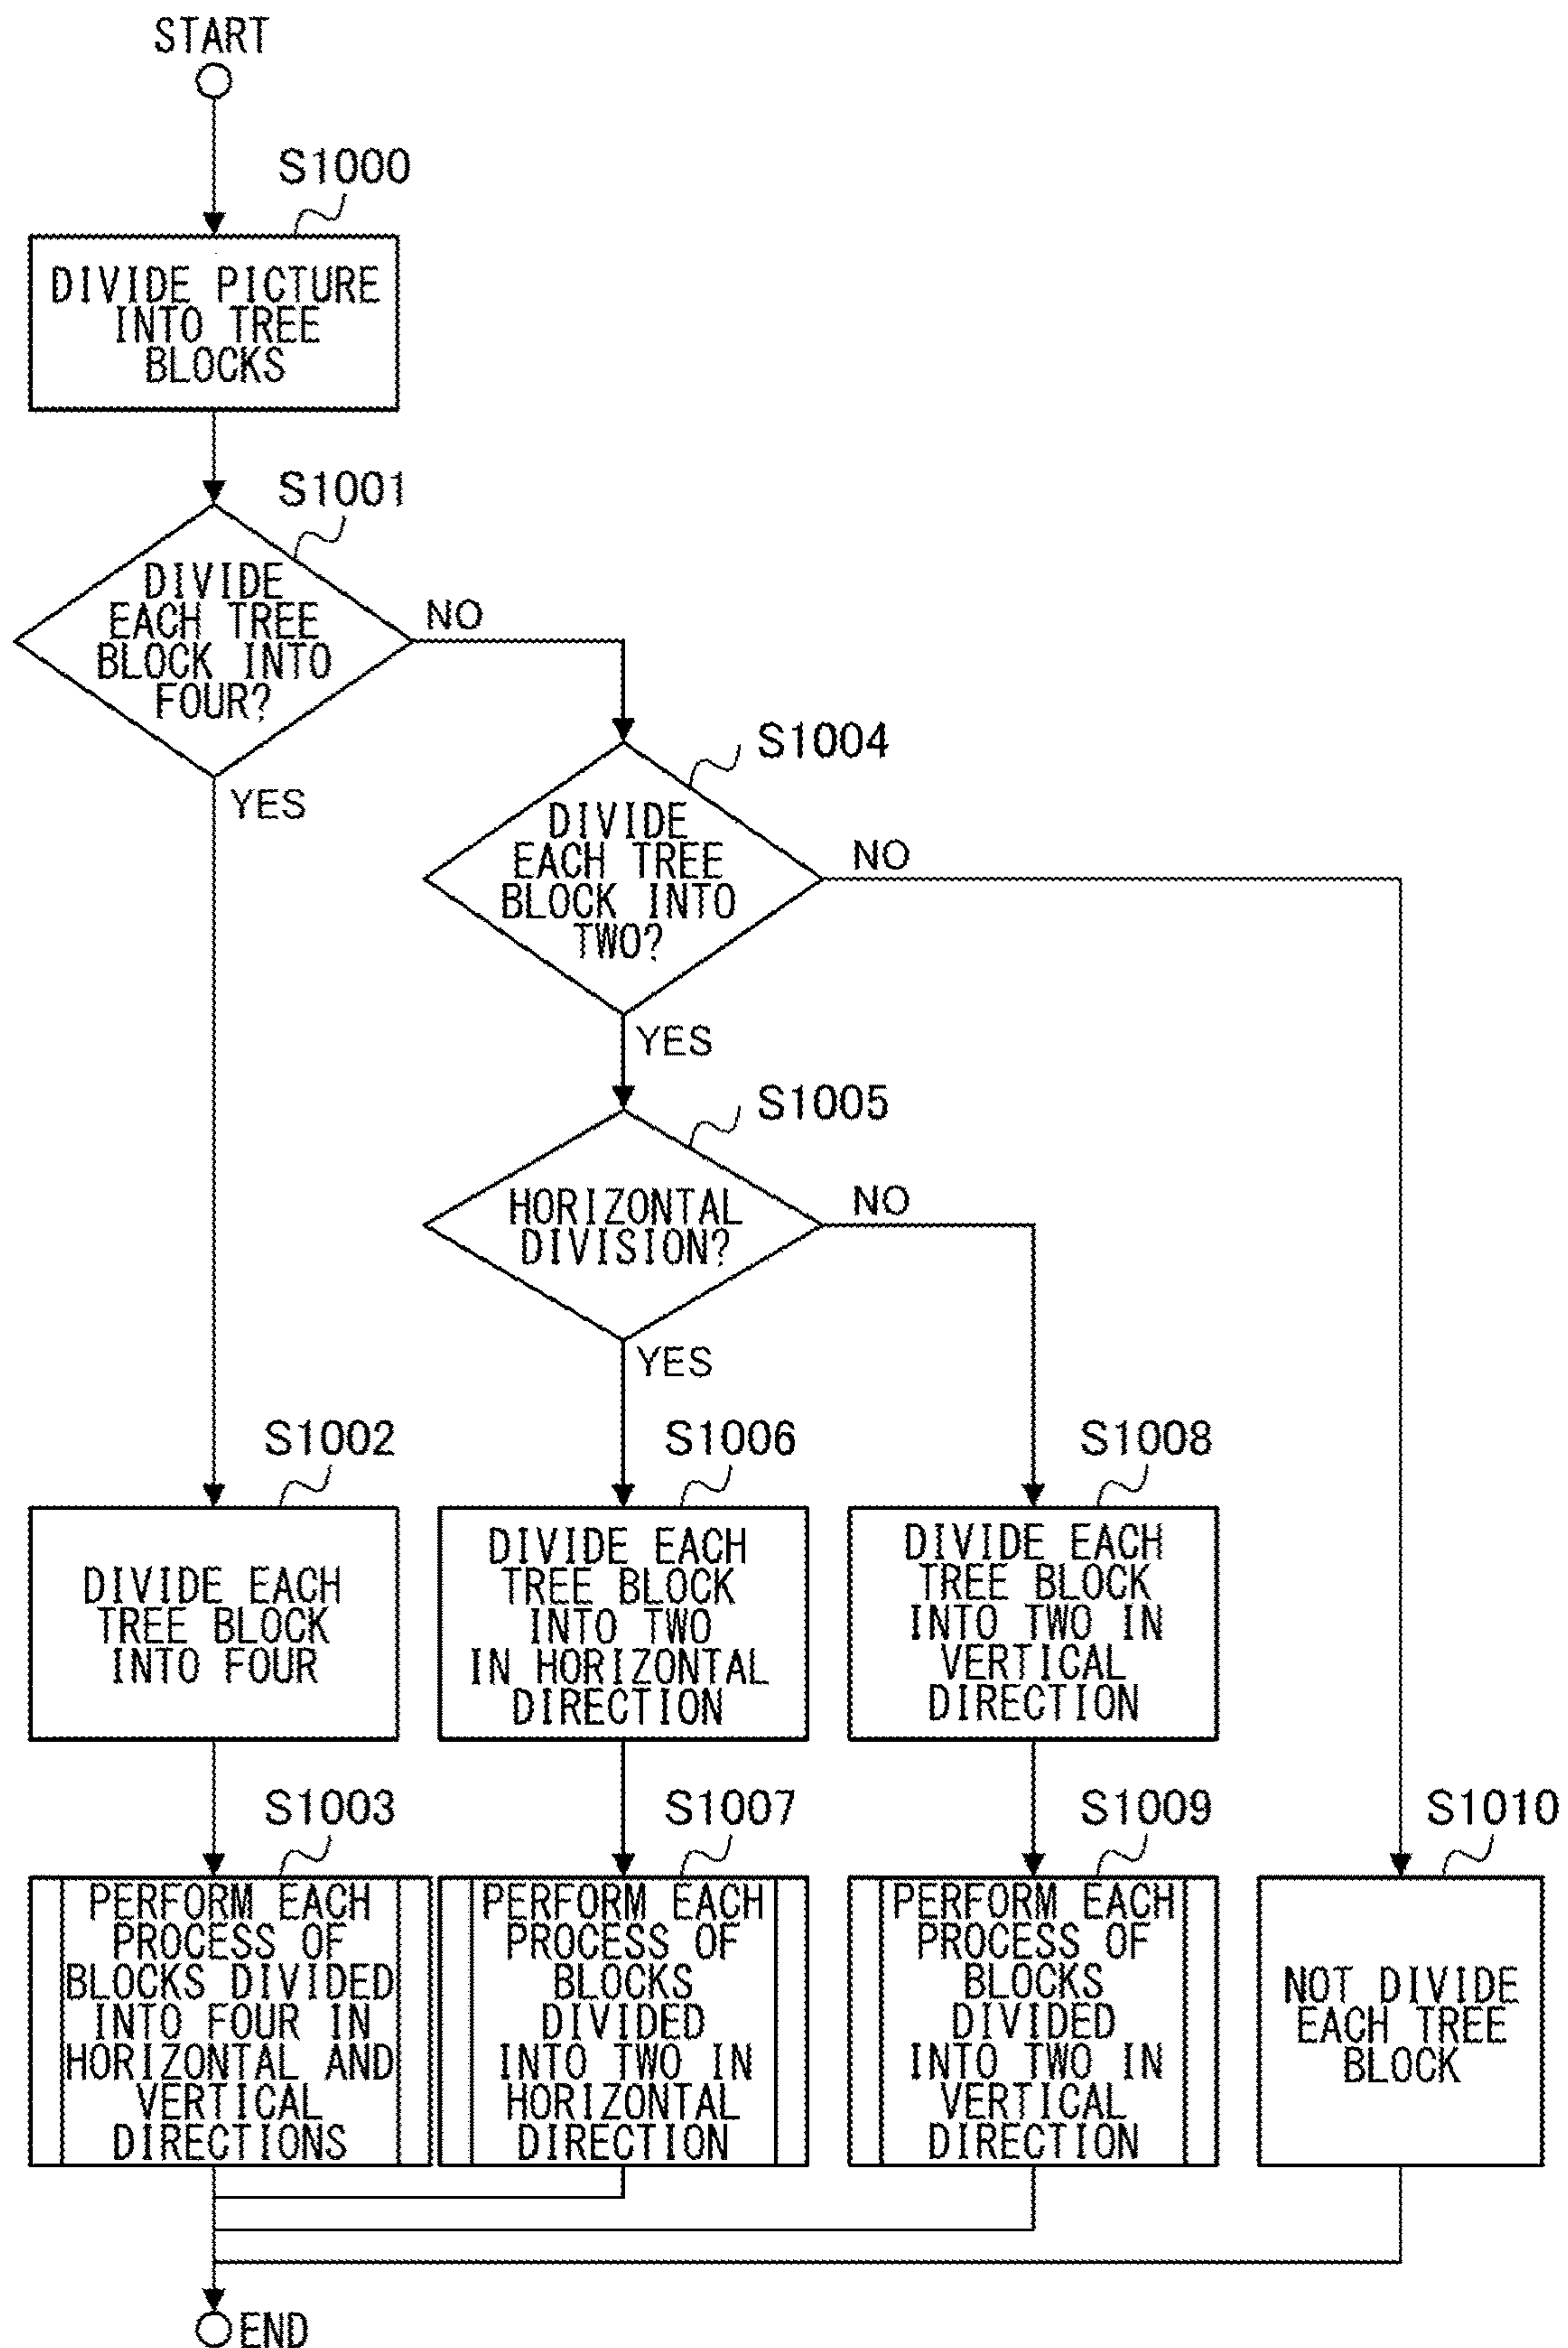 START
S1000
DIVIDE PICTURE
INTO TREE
BLOCKS
S1001
DIVIDE
EACH TREE
BLOCK INTO
FOUR?
NO
YES
S1004
DIVIDE
EACH TREE
BLOCK INTO
TWO?
NO
YES
S1005
HORIZONTAL
DIVISION?
NO
YES
S1002
DIVIDE EACH
TREE BLOCK
INTO FOUR
S1006
DIVIDE EACH
TREE BLOCK
INTO TWO
IN HORIZONTAL
DIRECTION
S1008
DIVIDE EACH
TREE BLOCK
INTO TWO IN
VERTICAL
DIRECTION
S1003
PERFORM EACH
PROCESS OF
BLOCKS DIVIDED
INTO FOUR IN
HORIZONTAL AND
VERTICAL
DIRECTIONS
S1007
PERFORM EACH
PROCESS OF
BLOCKS
DIVIDED
INTO TWO IN
HORIZONTAL
DIRECTION
S1009
PERFORM EACH
PROCESS OF
BLOCKS
DIVIDED
INTO TWO IN
VERTICAL
DIRECTION
S1010
NOT DIVIDE
EACH TREE
BLOCK
END